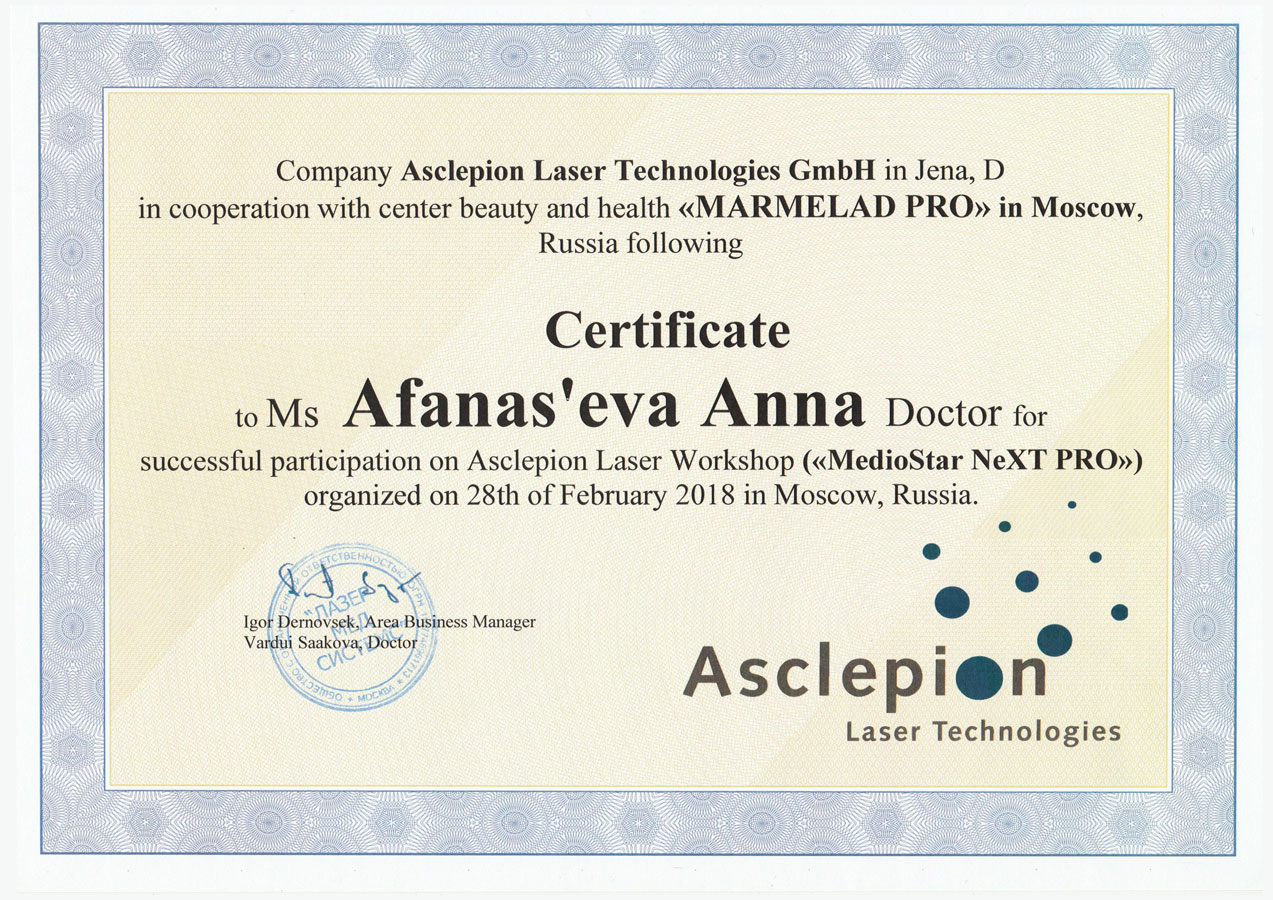 Company Asclepion Laser Technologies GmbH in Jena, D
in cooperation with center beauty and health «MARMELAD PRO» in Moscow,
Russia following
Certificate
to Ms Afanas'eva Anna Doctor for
successful participation on Asclepion Laser Workshop («MedioStar NeXT PRO»)
organized on 28th of February 2018 in Moscow, Russia.
Igor Dernovsek, Area Business Manager
Vardui Saakova, Doctor
"ЛАЗЕР
МЕД
СИСТЕМС"
ОТВЕТСТВЕННОСТЬЮ
ОБЩЕСТВО С
МОСКВА
Asclepion
Laser Technologies